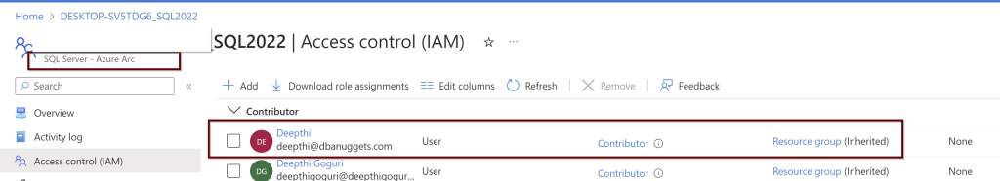 Home > DESKTOP-SV5TDG6_SQL2022
_SQL2022 | Access control (IAM) ☆ ...
SQL Server - Azure Arc
Search «
+ Add Download role assignments Edit columns Refresh Remove Feedback
Overview
Activity log
Access control (IAM)
Contributor
DE Deepthi
deepthi@dbanuggets.com User Contributor Resource group (Inherited) None
DG Deepthi Goguri
deepthigoguri@deepthigogur... User Contributor Resource group (Inherited) None